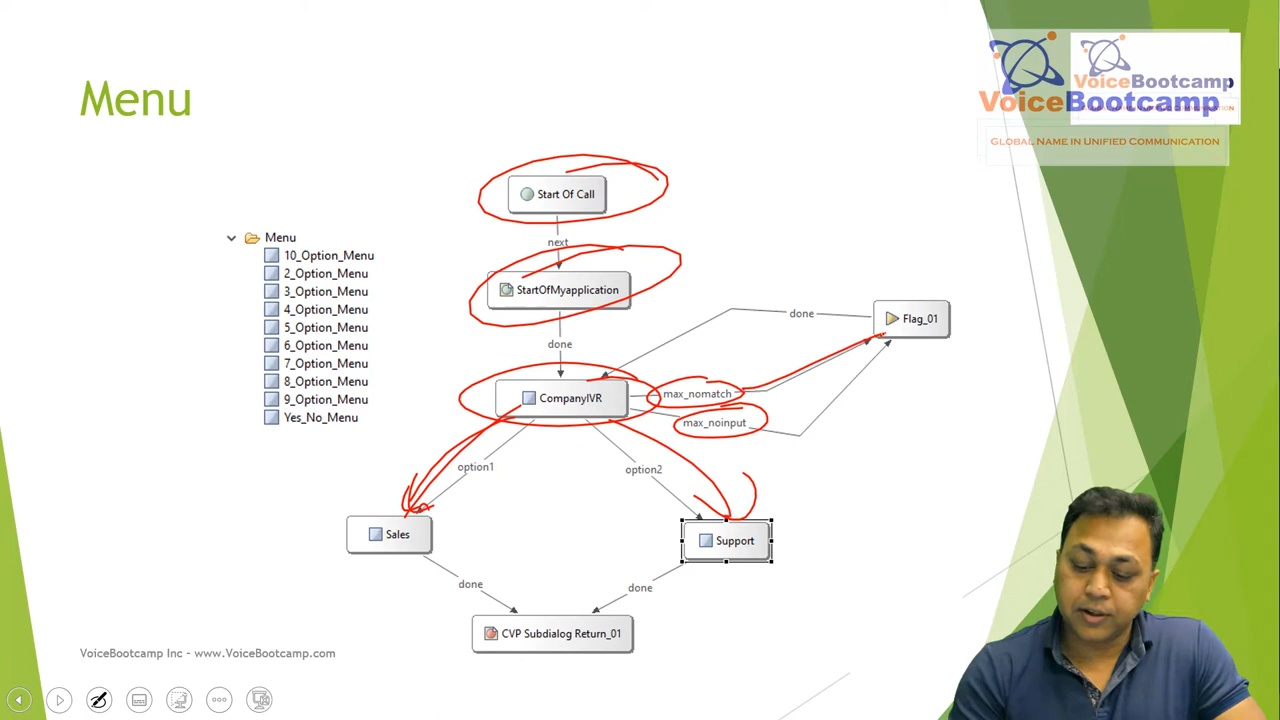 Menu
VoiceBootcamp
VoiceBootcamp
GLOBAL NAME IN UNIFIED COMMUNICATION
Start Of Call
next
StartOfMyapplication
done
CompanyIVR
max_nomatch
max_noinput
done
Flag_01
option1
option2
Sales
Support
done
done
CVP Subdialog Return_01
Menu
10_Option_Menu
2_Option_Menu
3_Option_Menu
4_Option_Menu
5_Option_Menu
6_Option_Menu
7_Option_Menu
8_Option_Menu
9_Option_Menu
Yes_No_Menu
VoiceBootcamp Inc - www.VoiceBootcamp.com